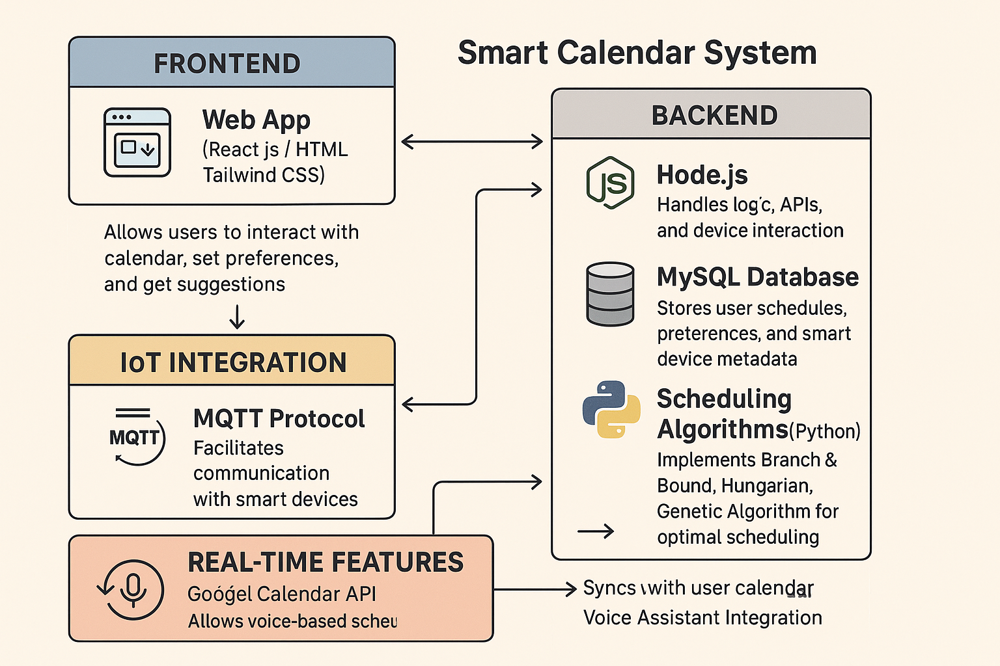 Smart Calendar System
FRONTEND
Web App
(React js / HTML
Tailwind CSS)
Allows users to interact with
calendar, set preferences,
and get suggestions
IoT INTEGRATION
MQTT
MQTT Protocol
Facilitates
communication
with smart devices
REAL-TIME FEATURES
Goóǵel Calendar API
Allows voice-based scheu
BACKEND
JS
Hode.js
Handles log´c, APIs,
and device interaction
MySQL Database
Stores user schedules,
preterences, and smart
device metadata
Scheduling
Algorithms(Python)
Implements Branch &
Bound, Hungarian,
Genetic Algorithm for
optimal scheduling
Syncs with user calendar
Voice Assistant Integration